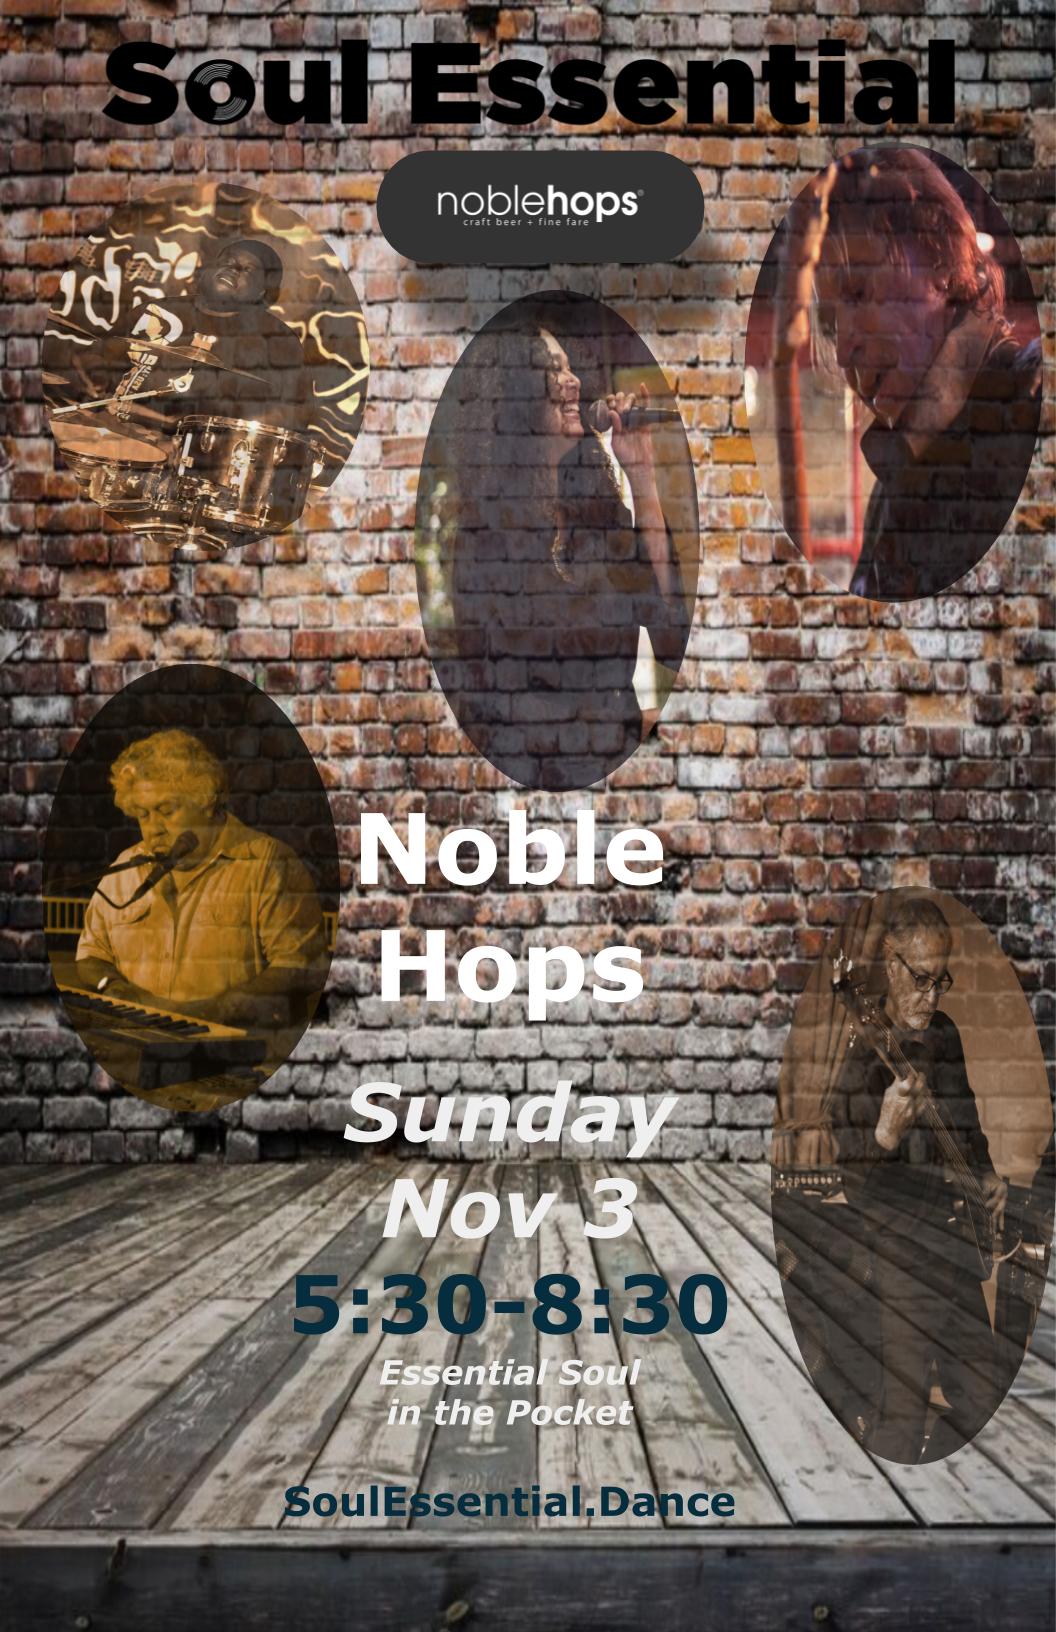 Soul Essential
noblehops®
craft beer + fine fare
Noble
Hops
Sunday
Nov 3
5:30-8:30
Essential Soul
in the Pocket
SoulEssential.Dance